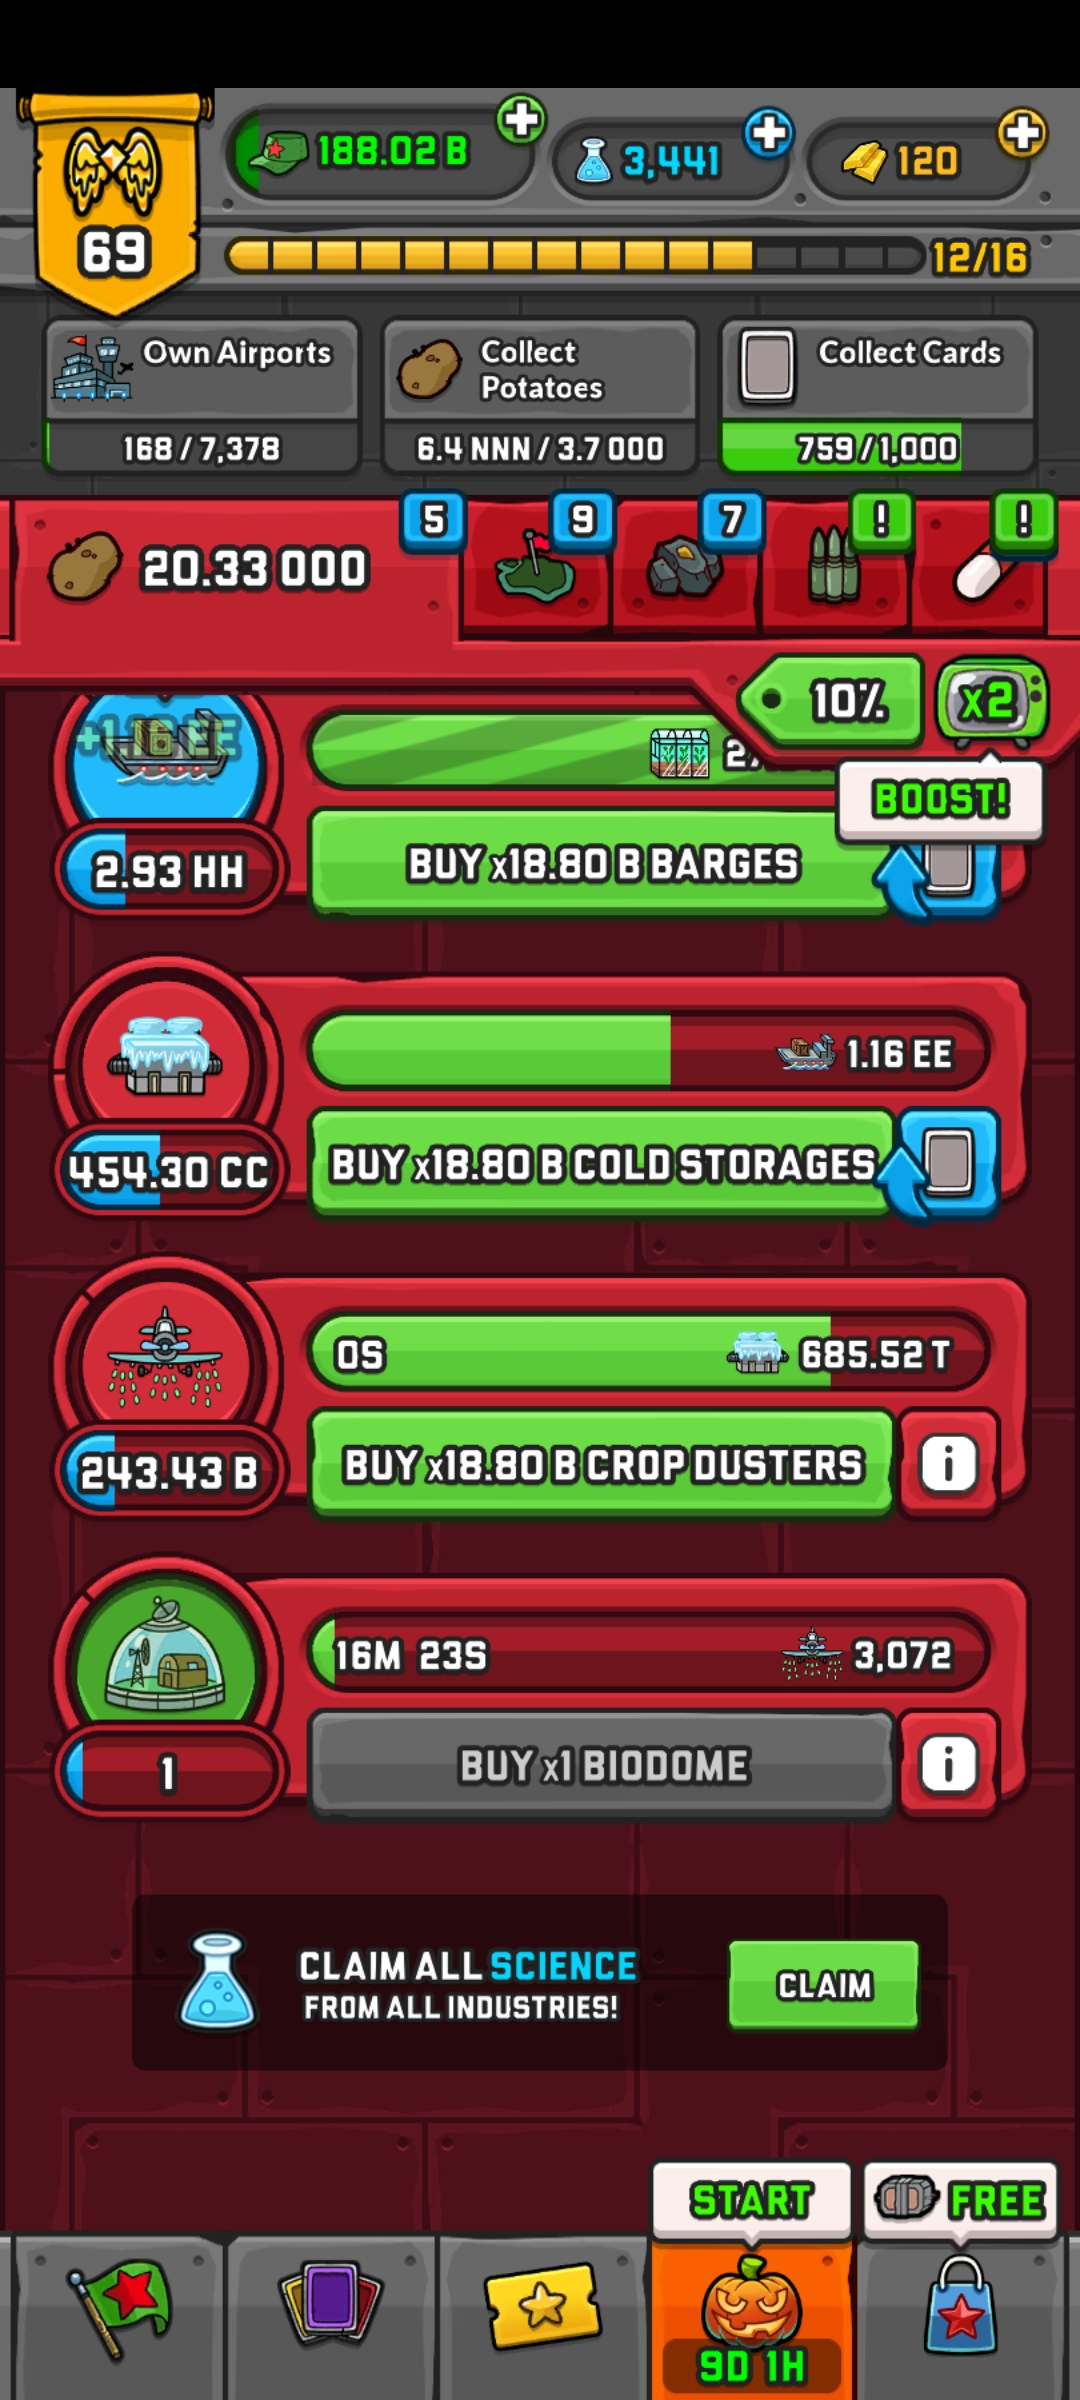 188.02 B
3,441
120
69
12/16
Own Airports
168 / 7,378
Collect
Potatoes
6.4 NNN / 3.7 OOO
Collect Cards
759 / 1,000
20.33 OOO
5
9
7
!
!
10%
x2
BOOST!
+1.16 EE
2.93 HH
BUY x18.80 B BARGES
1.16 EE
454.30 CC
BUY x18.80 B COLD STORAGES
0S
685.52 T
243.43 B
BUY x18.80 B CROP DUSTERS
i
16M 23S
3,072
1
BUY x1 BIODOME
i
CLAIM ALL SCIENCE
FROM ALL INDUSTRIES!
CLAIM
START
FREE
9D 1H